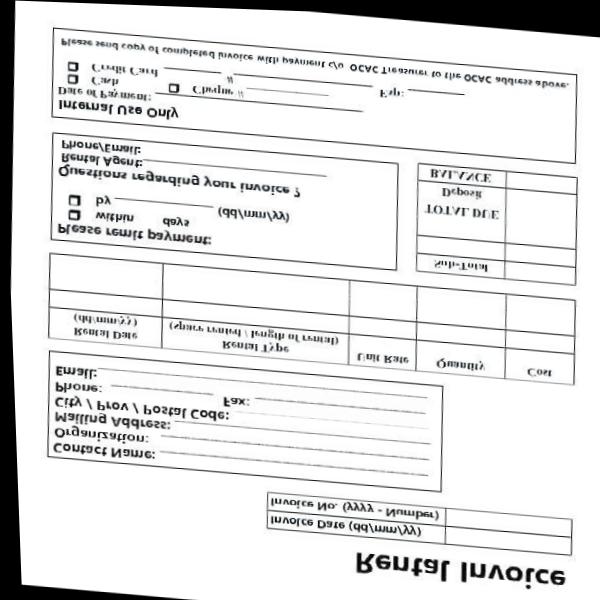 Rental Invoice
Invoice Date (dd/mm/yy)
Invoice No. (yyyy - Number)
Contact Name:
Organization:
Mailing Address:
City / Prov / Postal Code:
Phone: Fax:
Email:
Rental Date (dd/mm/yy) Rental Type (space rented / length of rental) Unit Rate Quantity Cost
Sub-Total
TOTAL DUE
Deposit
BALANCE
Please remit payment:
within days
by (dd/mm/yy)
Questions regarding your invoice ?
Rental Agent:
Phone/Email:
Internal Use Only
Date of Payment:
Cash Cheque #
Credit Card # Exp:
Please send copy of completed invoice with payment c/o OCAC Treasurer to the OCAC address above.